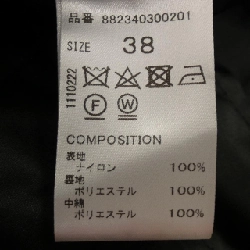 品番 882340300201
SIZE 38
1110222
F W
COMPOSITION
表地
ナイロン 100%
裏地
ポリエステル 100%
中綿
ポリエステル 100%